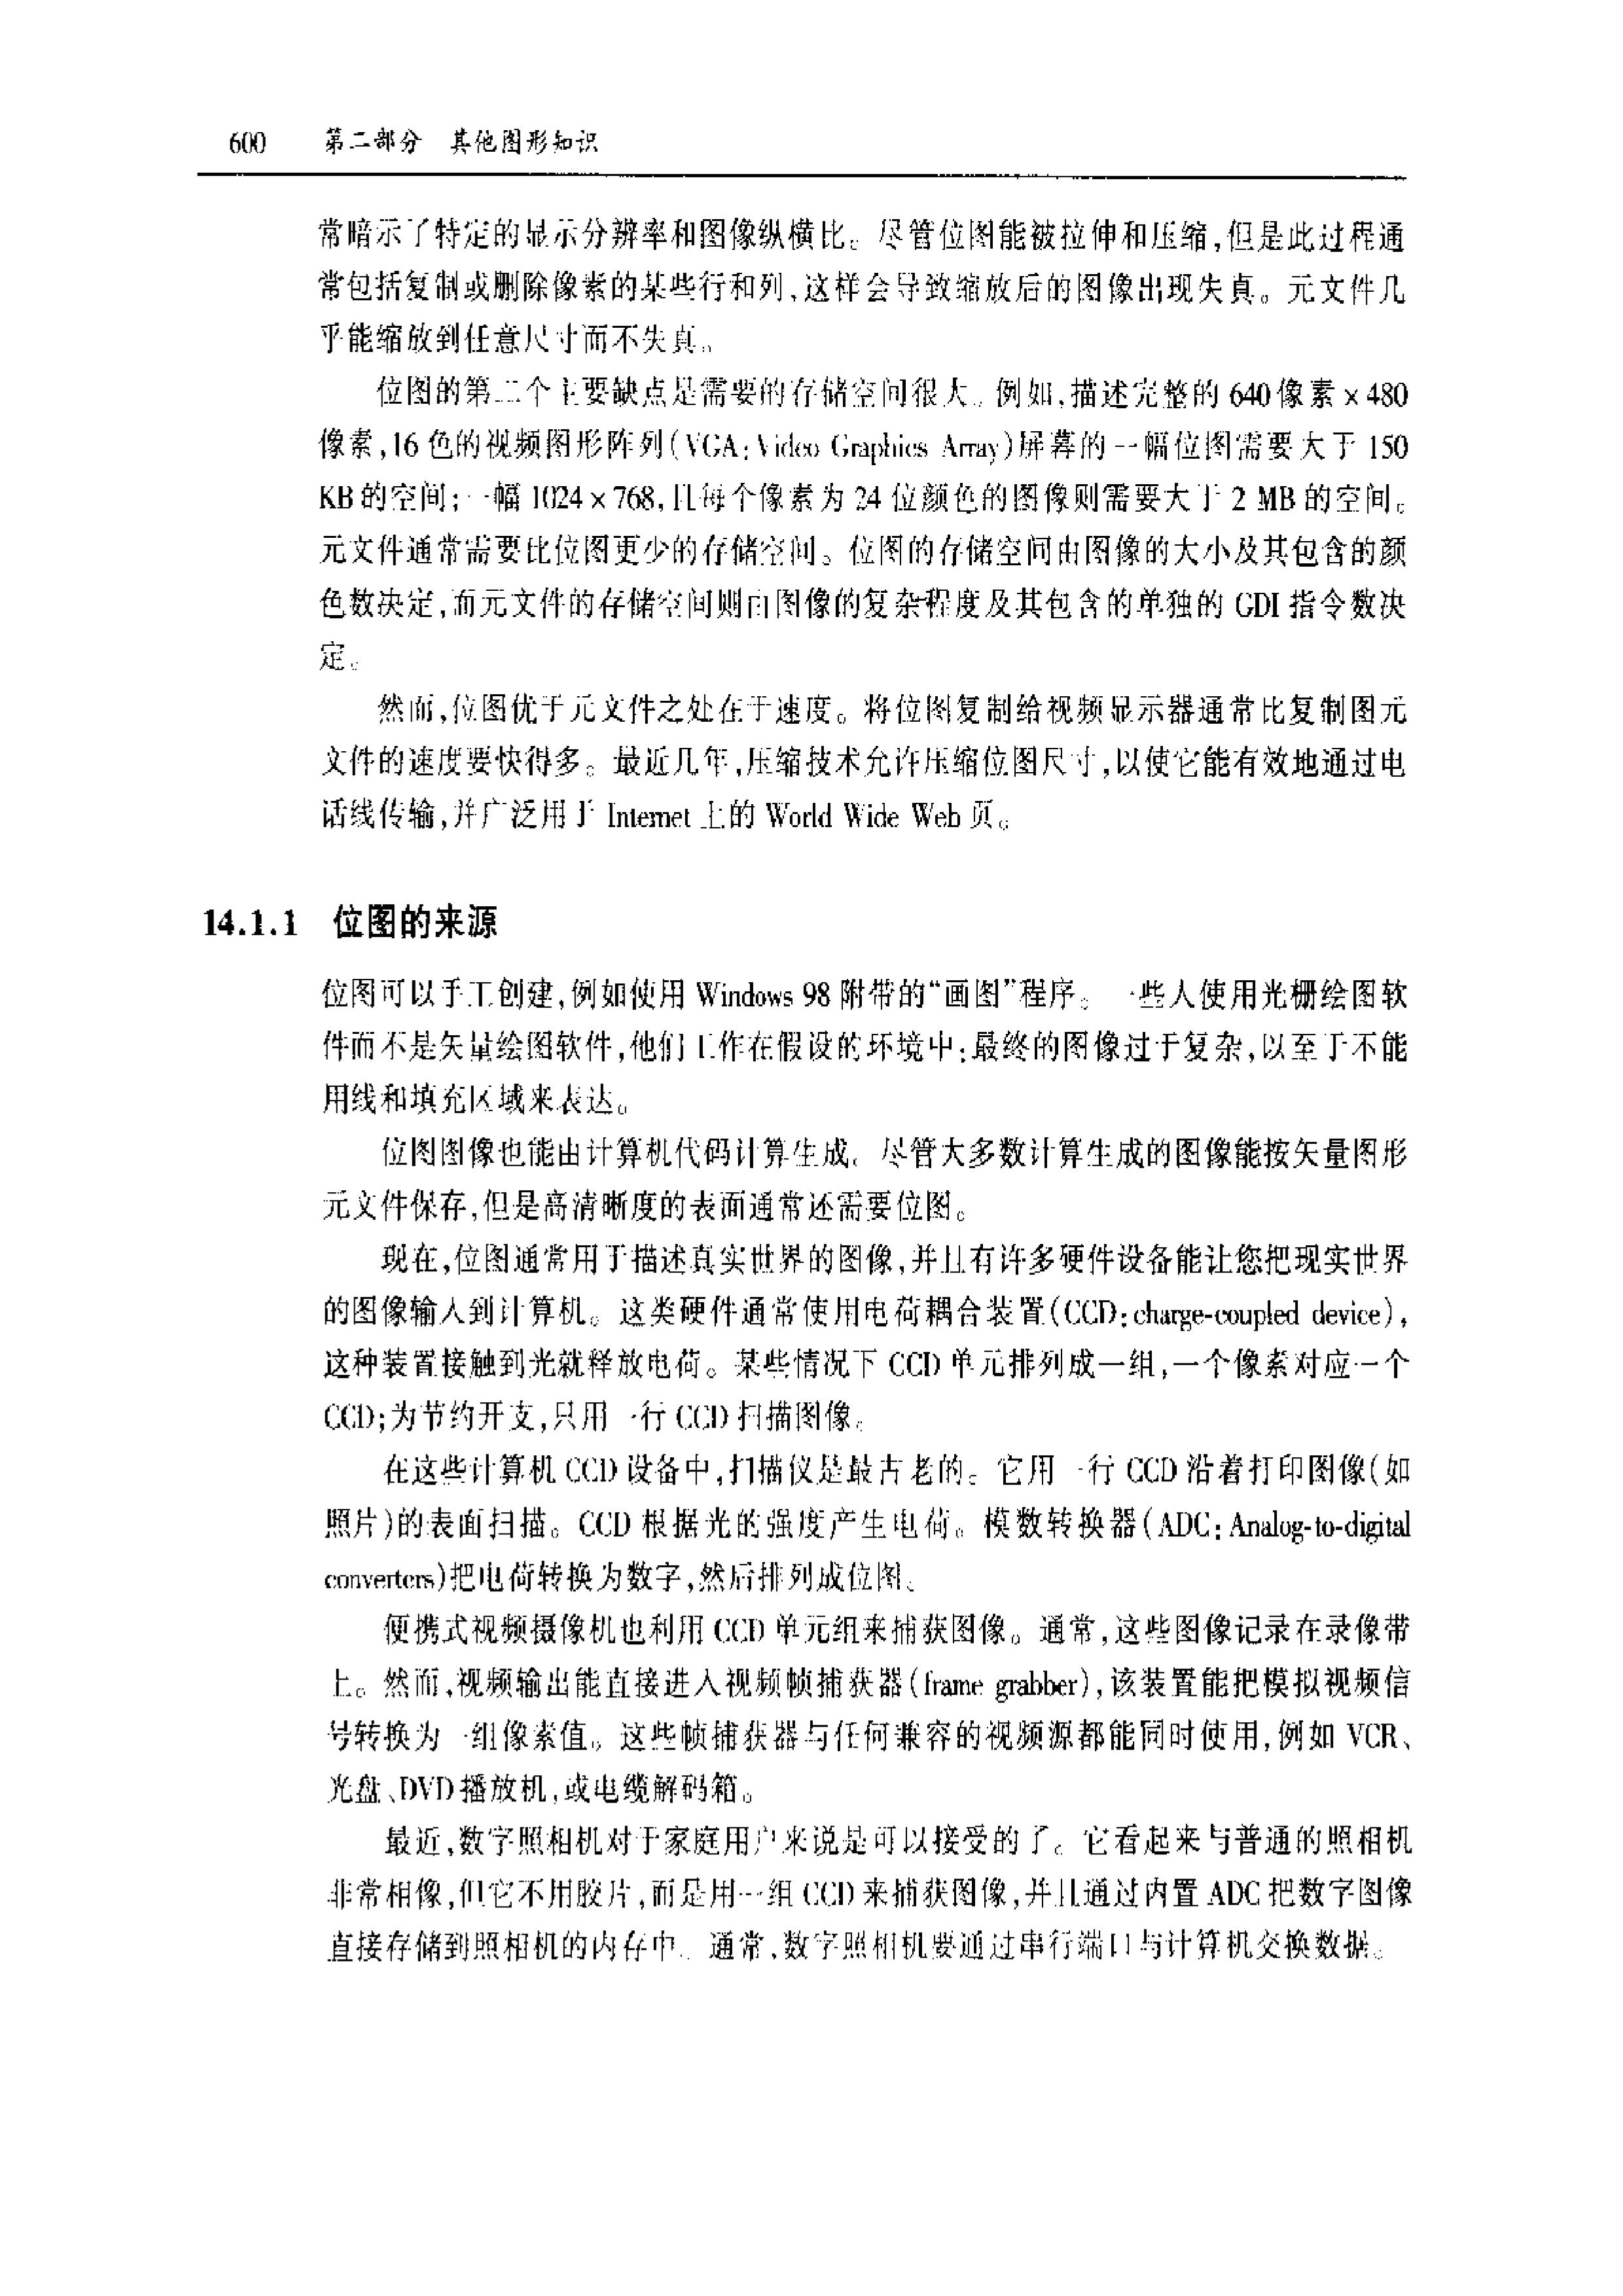 600 第二部分 其他图形知识
常暗示了特定的显示分辨率和图像纵横比。尽管位图能被拉伸和压缩,但是此过程通
常包括复制或删除像素的某些行和列,这样会导致缩放后的图像出现失真。元文件几
乎能缩放到任意尺寸而不失真。
位图的第二个主要缺点是需要的存储空间很大。例如,描述完整的 640像素×480
像素,16 色的视频图形阵列(VGA:Video Graphics Array)屏幕的一幅位图需要大于 150
KB的空间;一幅 1024×768,且每个像素为 24 位颜色的图像则需要大于 2 MB 的空间。
元文件通常需要比位图更少的存储空间。位图的存储空间由图像的大小及其包含的颜
色数决定,而元文件的存储空间则由图像的复杂程度及其包含的单独的 GDI 指令数决
定。
然而,位图优于元文件之处在于速度。将位图复制给视频显示器通常比复制图元
文件的速度要快得多。最近几年,压缩技术允许压缩位图尺寸,以使它能有效地通过电
话线传输,并广泛用于 Internet 上的 World Wide Web 页。
14.1.1 位图的来源
位图可以手工创建,例如使用 Windows 98 附带的“画图”程序。一些人使用光栅绘图软
件而不是矢量绘图软件,他们工作在假设的环境中:最终的图像过于复杂,以至于不能
用线和填充区域来表达。
位图图像也能由计算机代码计算生成。尽管大多数计算生成的图像能按矢量图形
元文件保存,但是高清晰度的表面通常还需要位图。
现在,位图通常用于描述真实世界的图像,并且有许多硬件设备能让您把现实世界
的图像输入到计算机。这类硬件通常使用电荷耦合装置(CCD:charge-coupled device),
这种装置接触到光就释放电荷。某些情况下 CCD 单元排列成一组,一个像素对应一个
CCD;为节约开支,只用一行 CCD 扫描图像。
在这些计算机 CCD 设备中,扫描仪是最古老的。它用一行 CCD 沿着打印图像(如
照片)的表面扫描。CCD 根据光的强度产生电荷。模数转换器(ADC:Analog-to-digital
converters)把电荷转换为数字,然后排列成位图。
便携式视频摄像机也利用 CCD 单元组来捕获图像。通常,这些图像记录在录像带
上。然而,视频输出能直接进入视频帧捕获器(frame grabber),该装置能把模拟视频信
号转换为一组像素值。这些帧捕获器与任何兼容的视频源都能同时使用,例如 VCR、
光盘、DVD播放机,或电缆解码箱。
最近,数字照相机对于家庭用户来说是可以接受的了。它看起来与普通的照相机
非常相像,但它不用胶片,而是用一组 CCD 来捕获图像,并且通过内置 ADC 把数字图像
直接存储到照相机的内存中。通常,数字照相机要通过串行端口与计算机交换数据。